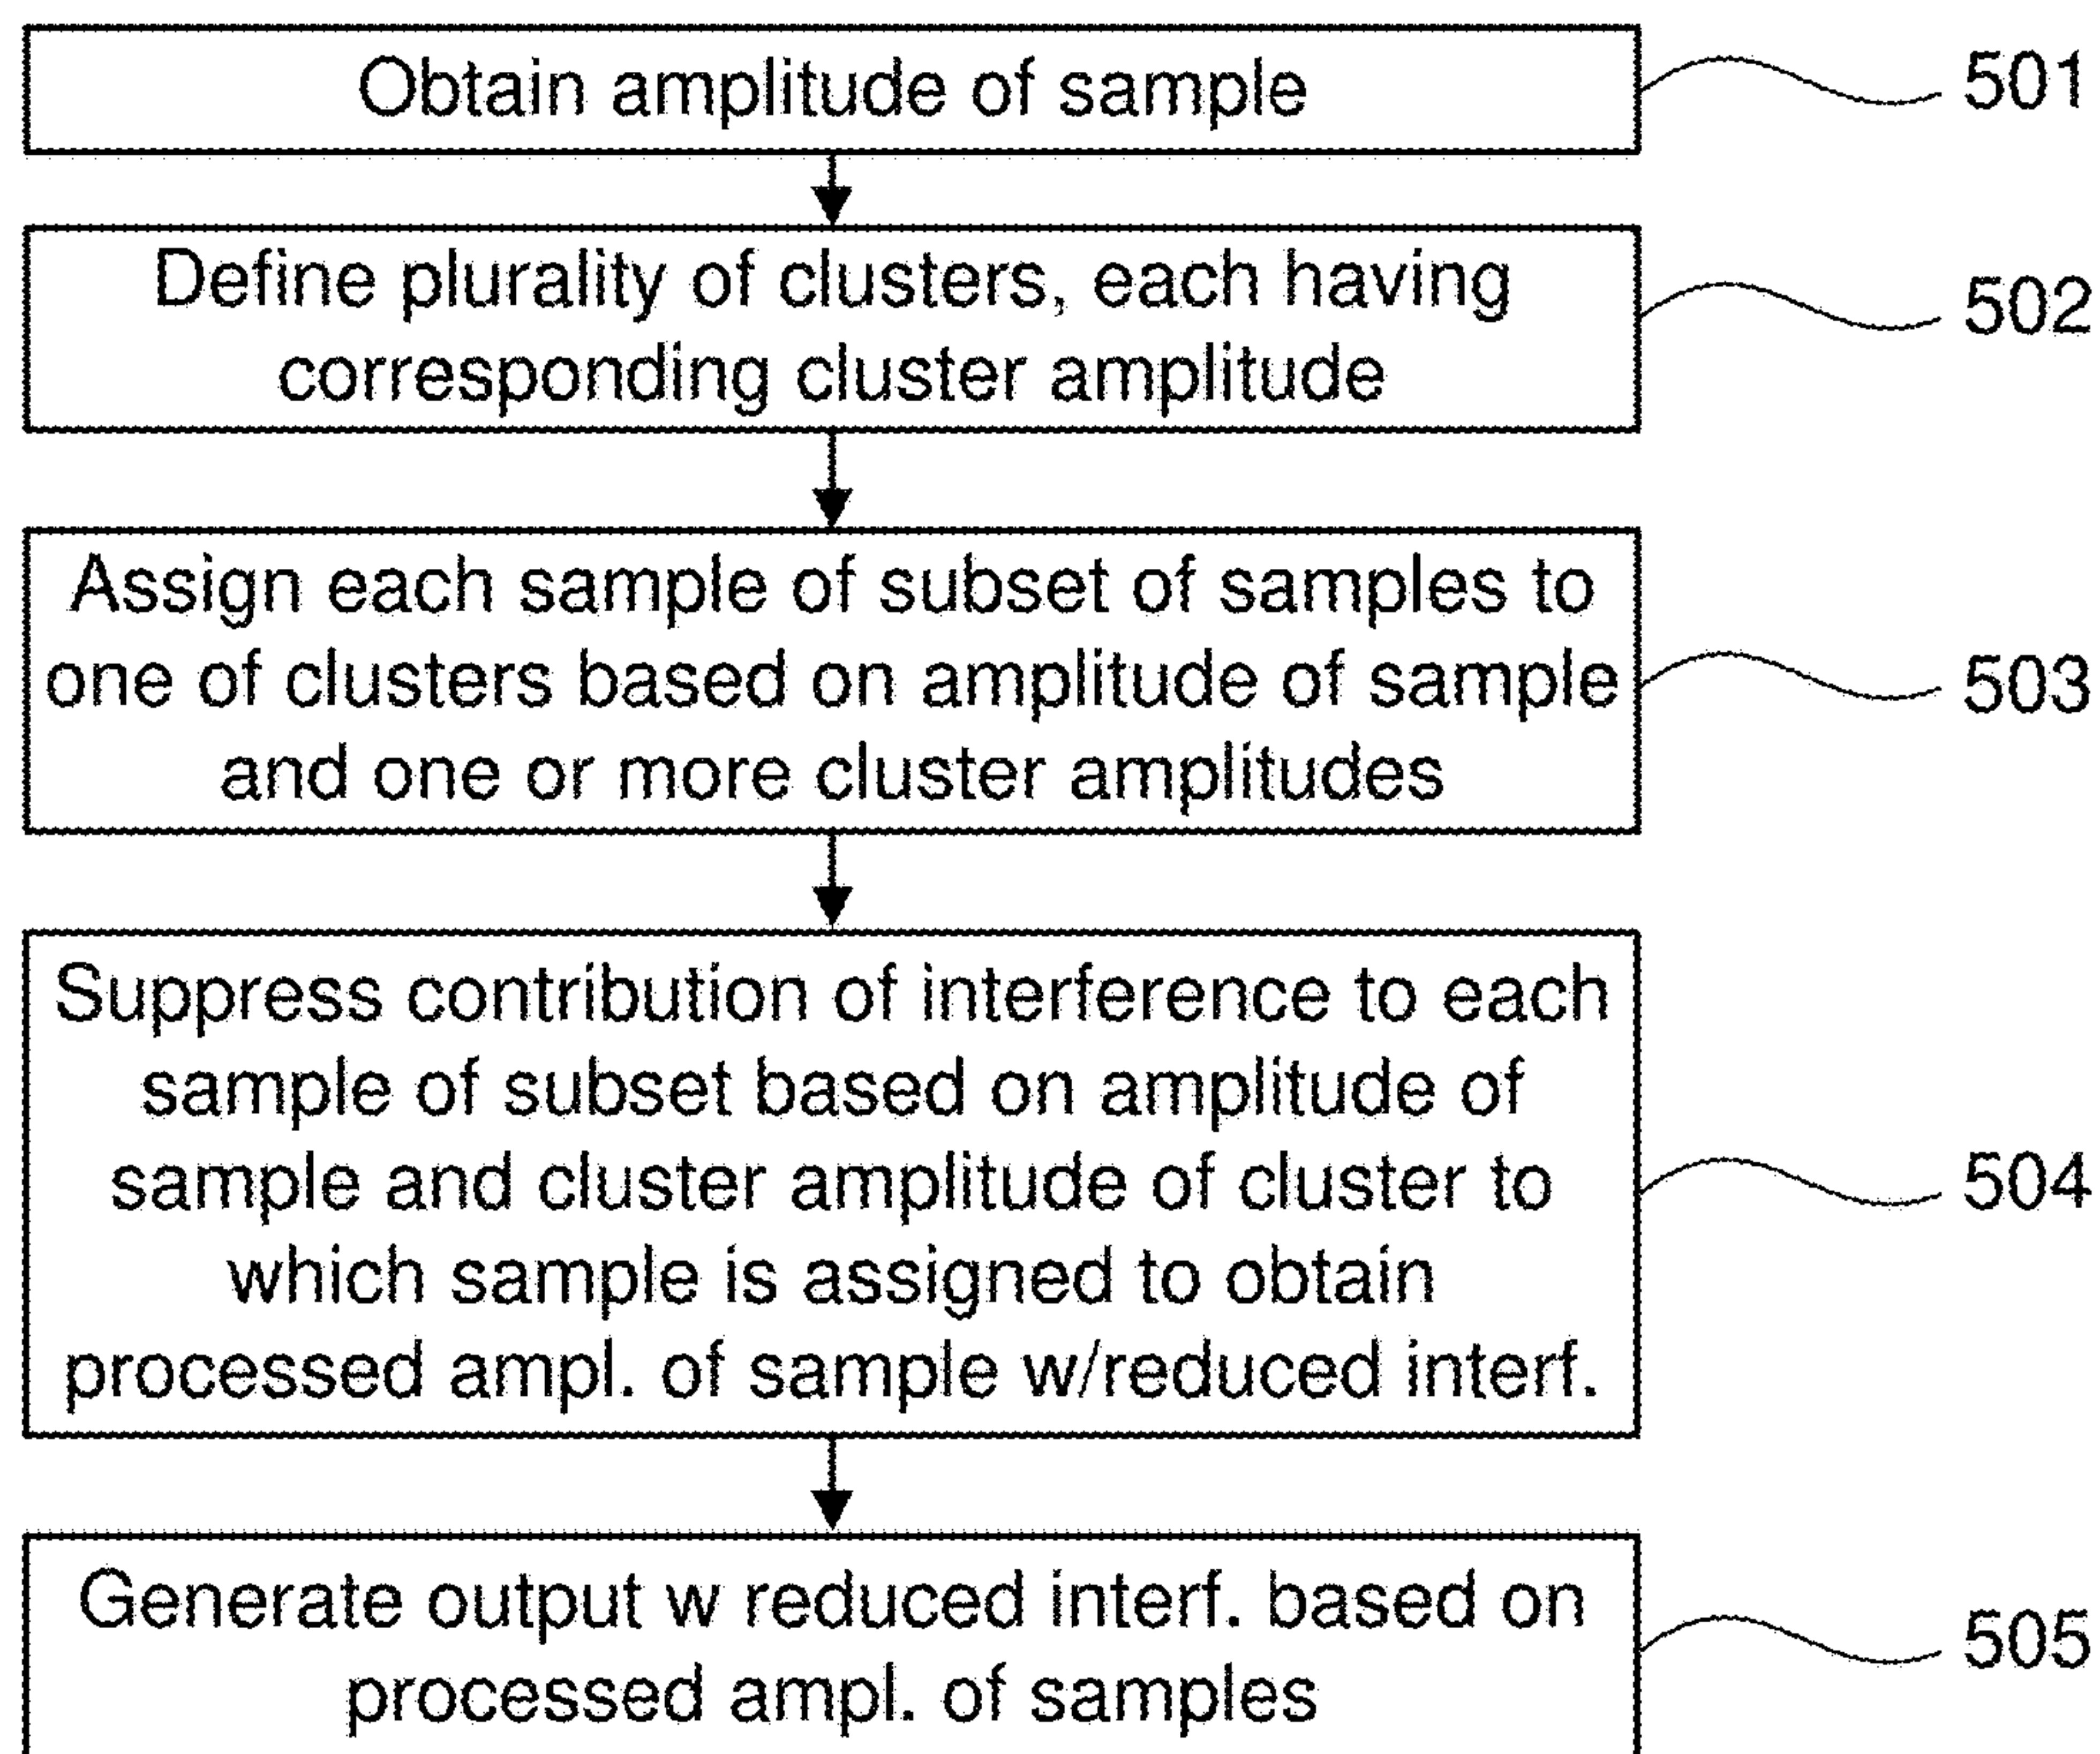 Obtain amplitude of sample
501
Define plurality of clusters, each having
corresponding cluster amplitude
502
Assign each sample of subset of samples to
one of clusters based on amplitude of sample
and one or more cluster amplitudes
503
Suppress contribution of interference to each
sample of subset based on amplitude of
sample and cluster amplitude of cluster to
which sample is assigned to obtain
processed ampl. of sample w/reduced interf.
504
Generate output w reduced interf. based on
processed ampl. of samples
505